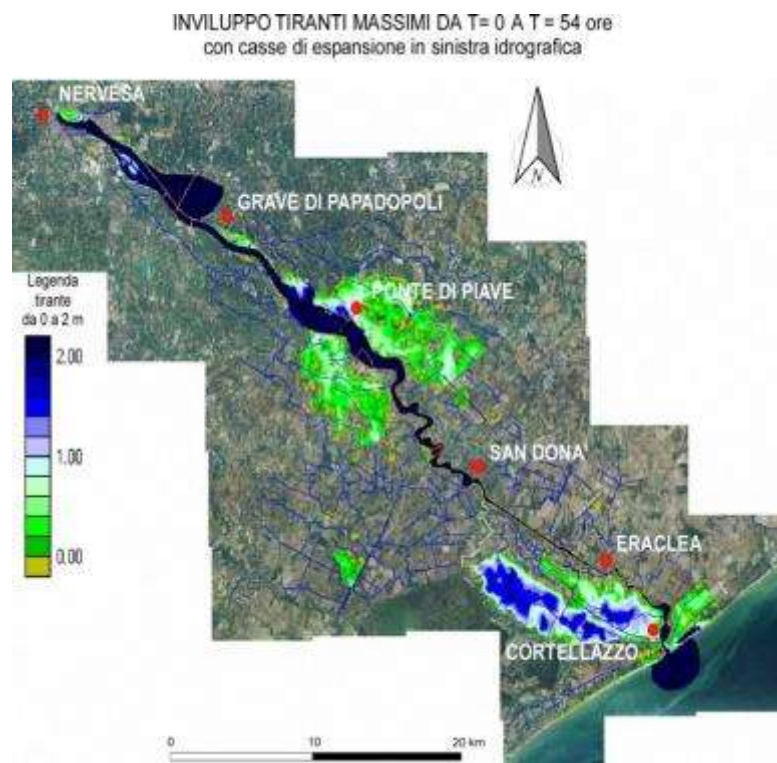 INVILUPPO TIRANTI MASSIMI DA T= 0 A T = 54 ore
con casse di espansione in sinistra idrografica
NERVESA
N
GRAVE DI PAPADOPOLI
Legenda
tirante
da 0 a 2 m
PONTE DI PIAVE
2.00
1.00
SAN DONA'
0.00
ERACLEA
CORTELLAZZO
0 10 20 km